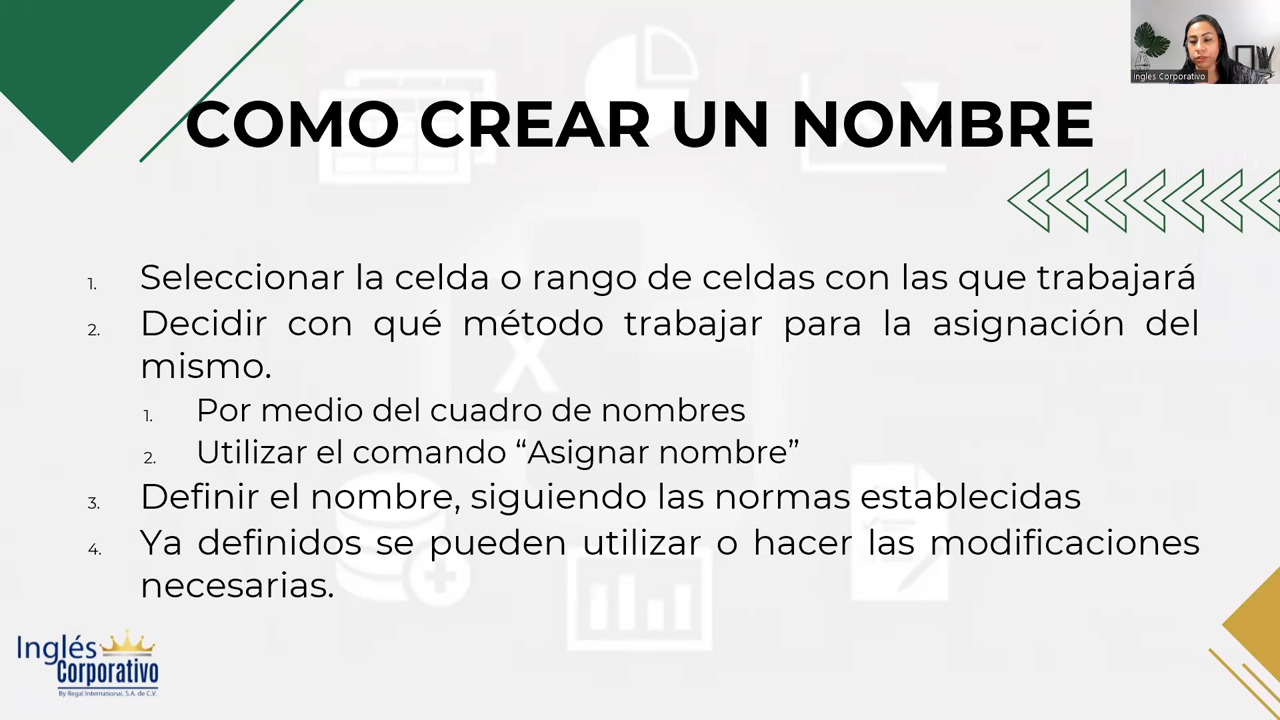 Ingles Corporativo
COMO CREAR UN NOMBRE
1. Seleccionar la celda o rango de celdas con las que trabajará
2. Decidir con qué método trabajar para la asignación del
mismo.
1. Por medio del cuadro de nombres
2. Utilizar el comando “Asignar nombre”
3. Definir el nombre, siguiendo las normas establecidas
4. Ya definidos se pueden utilizar o hacer las modificaciones
necesarias.
X
Inglés
Corporativo
By Regal International, S.A. de C.V.